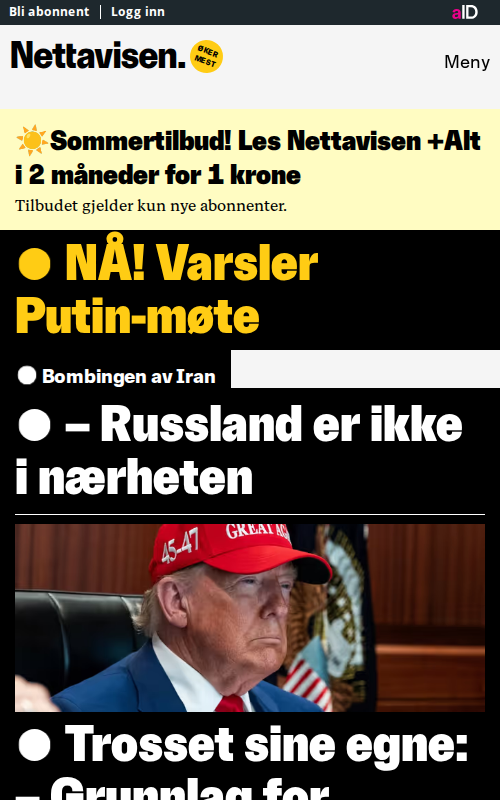 Bli abonnent | Logg inn
aID
Nettavisen.
ØKER
MEST
Meny
☀️Sommertilbud! Les Nettavisen +Alt
i 2 måneder for 1 krone
Tilbudet gjelder kun nye abonnenter.
● NÅ! Varsler
Putin-møte
● Bombingen av Iran
● – Russland er ikke
i nærheten
45-47
GREAT AG
● Trosset sine egne:
– Grunnlag for